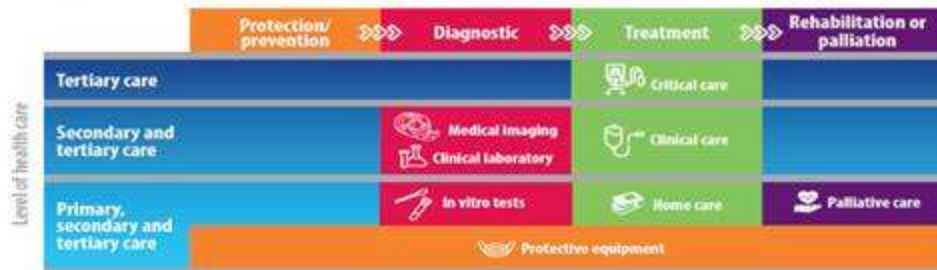 Protection/
prevention
Diagnostic
Treatment
Rehabilitation or
palliation
Level of health care
Tertiary care
Critical care
Secondary and
tertiary care
Medical imaging
Clinical laboratory
Clinical care
Primary,
secondary and
tertiary care
In vitro tests
Home care
Palliative care
Protective equipment